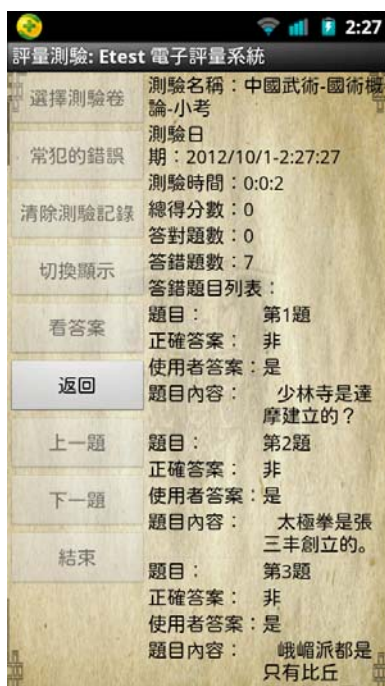 2:27
評量測驗: Etest 電子評量系統
選擇測驗卷
常犯的錯誤
清除測驗記錄
切換顯示
看答案
返回
上一題
下一題
結束
測驗名稱：中國武術-國術概
論-小考
測驗日
期：2012/10/1-2:27:27
測驗時間：0:0:2
總得分數：0
答對題數：0
答錯題數：7
答錯題目列表：
題目： 第1題
正確答案： 非
使用者答案：是
題目內容： 少林寺是達
摩建立的？
題目： 第2題
正確答案： 非
使用者答案：是
題目內容： 太極拳是張
三丰創立的。
題目： 第3題
正確答案： 非
使用者答案：是
題目內容： 峨嵋派都是
只有比丘